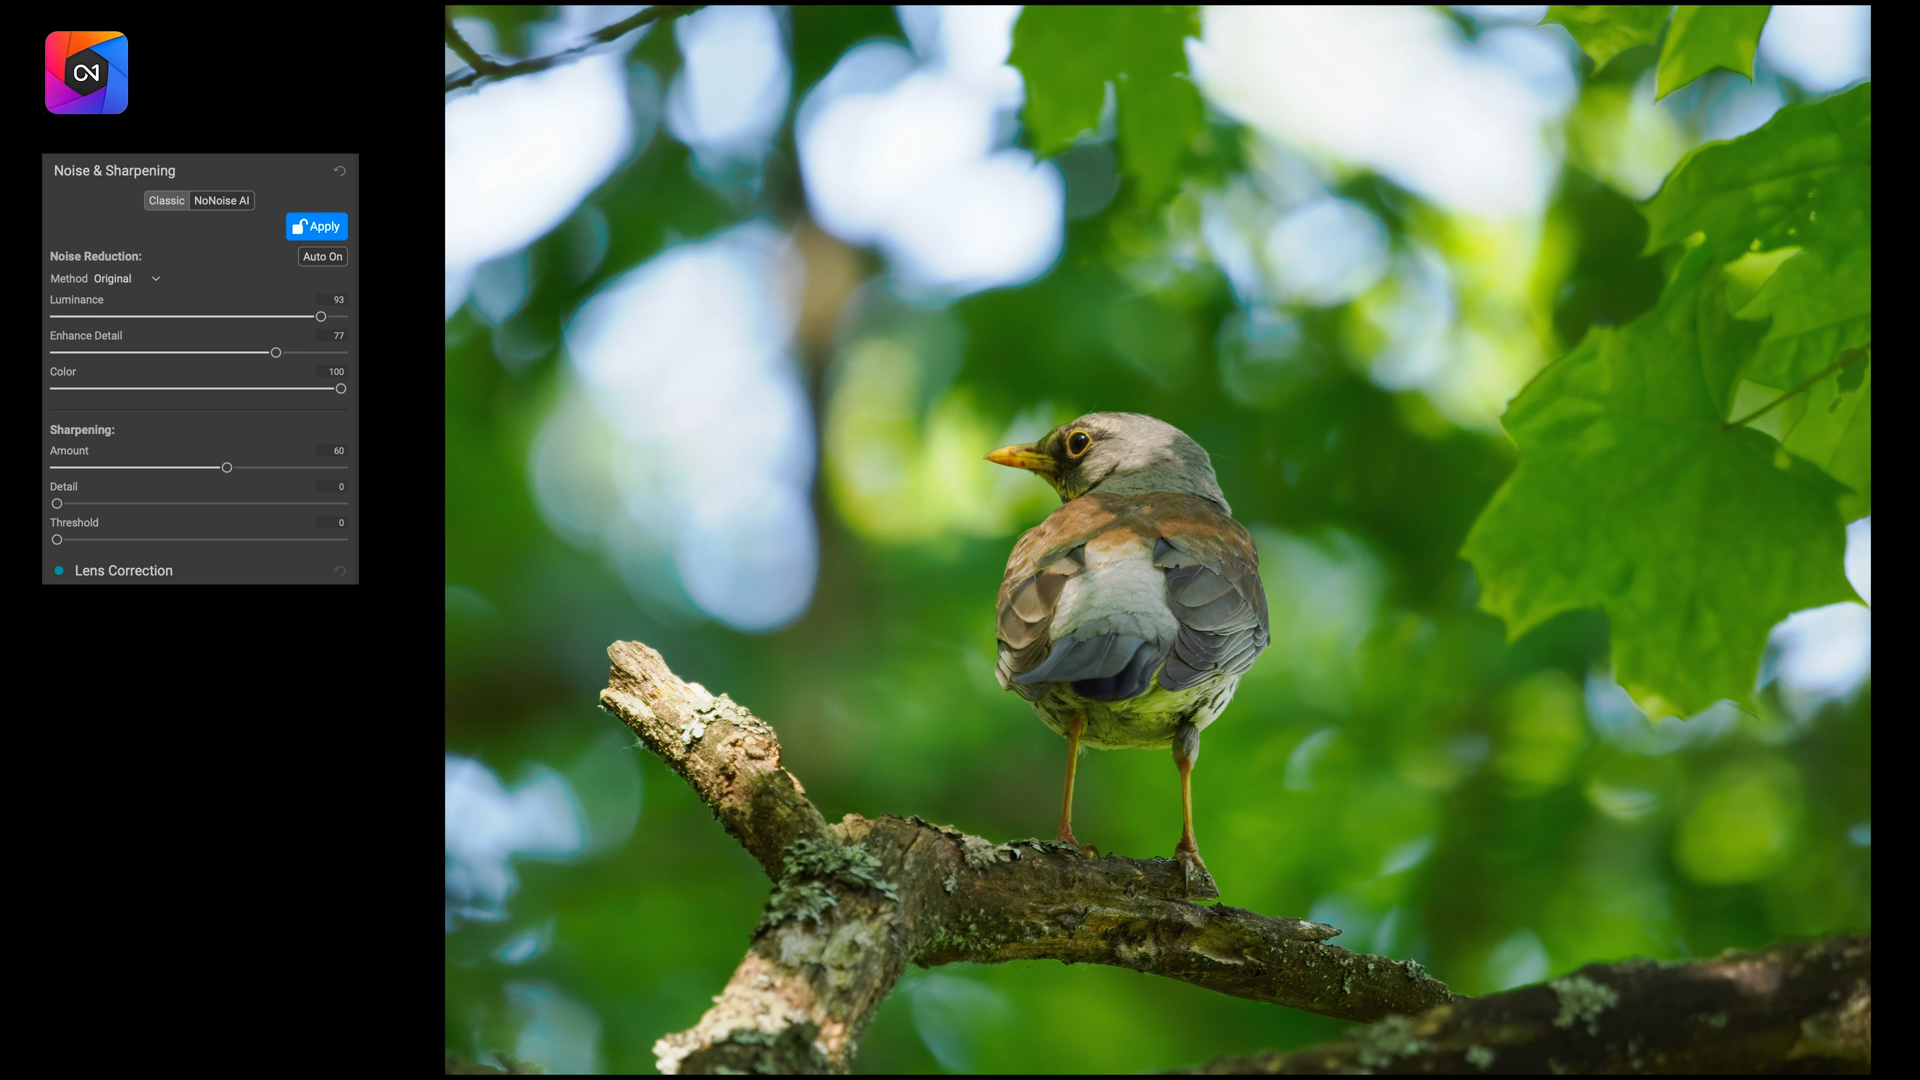 ON1
Noise & Sharpening
Classic NoNoise AI
Apply
Noise Reduction: Auto On
Method Original
Luminance 93
Enhance Detail 77
Color 100
Sharpening:
Amount 60
Detail 0
Threshold 0
Lens Correction